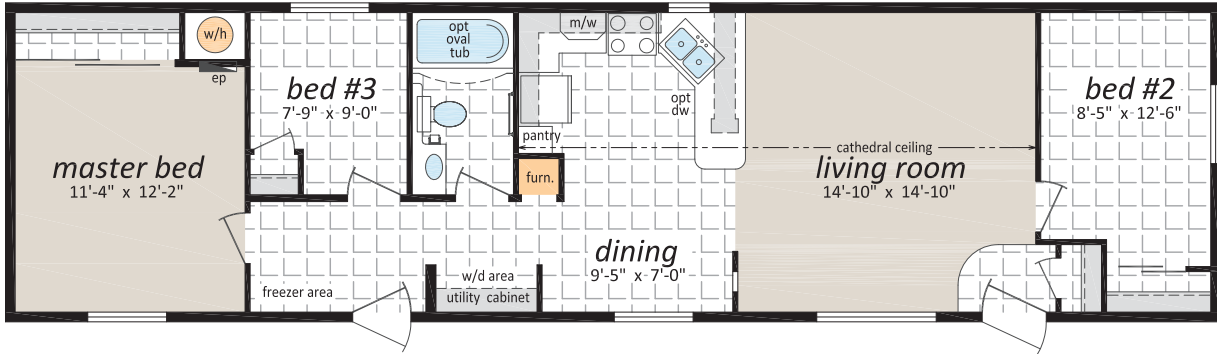 w/h
ep
master bed
11'-4" x 12'-2"
bed #3
7'-9" x 9'-0"
opt
oval
tub
m/w
opt
dw
pantry
furn.
cathedral ceiling
living room
14'-10" x 14'-10"
bed #2
8'-5" x 12'-6"
dining
9'-5" x 7'-0"
w/d area
utility cabinet
freezer area